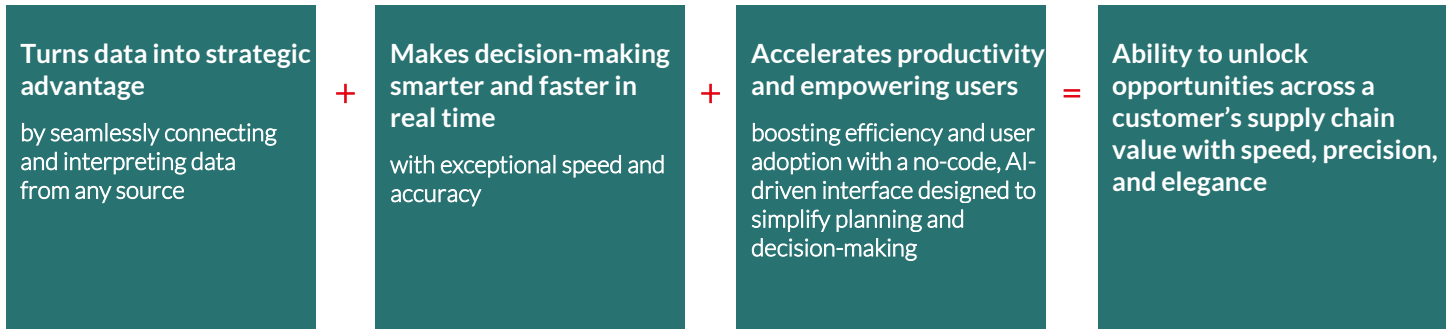 Turns data into strategic
advantage
by seamlessly connecting
and interpreting data
from any source
+
Makes decision-making
smarter and faster in
real time
with exceptional speed and
accuracy
+
Accelerates productivity
and empowering users
boosting efficiency and user
adoption with a no-code, AI-
driven interface designed to
simplify planning and
decision-making
=
Ability to unlock
opportunities across a
customer’s supply chain
value with speed, precision,
and elegance